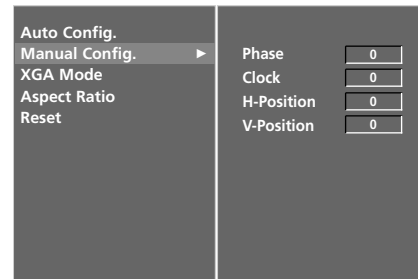 Auto Config.
Manual Config. ►
XGA Mode
Aspect Ratio
Reset
Phase 0
Clock 0
H-Position 0
V-Position 0